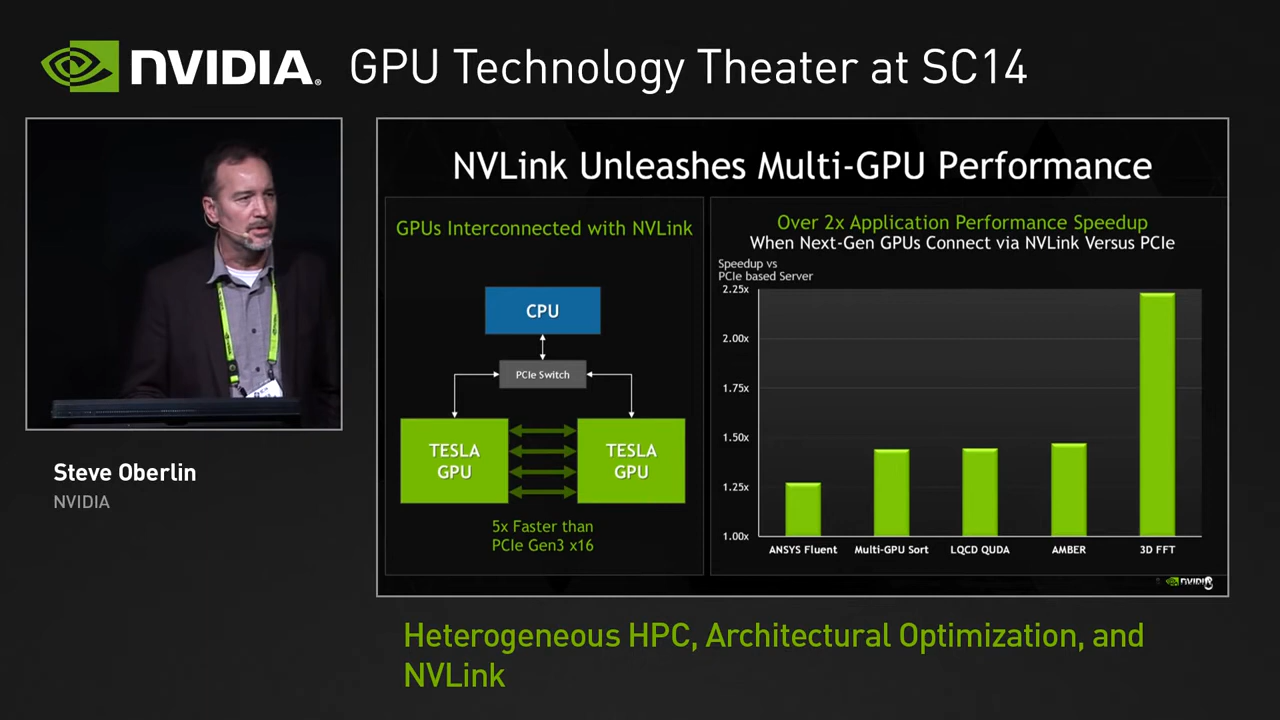 NVIDIA. GPU Technology Theater at SC14
NVLink Unleashes Multi-GPU Performance
GPUs Interconnected with NVLink
CPU
PCIe Switch
TESLA
GPU
TESLA
GPU
5x Faster than
PCIe Gen3 x16
Over 2x Application Performance Speedup
When Next-Gen GPUs Connect via NVLink Versus PCIe
Speedup vs
PCIe based Server
2.25x
2.00x
1.75x
1.50x
1.25x
1.00x
ANSYS Fluent
Multi-GPU Sort
LQCD QUDA
AMBER
3D FFT
Steve Oberlin
NVIDIA
Heterogeneous HPC, Architectural Optimization, and
NVLink